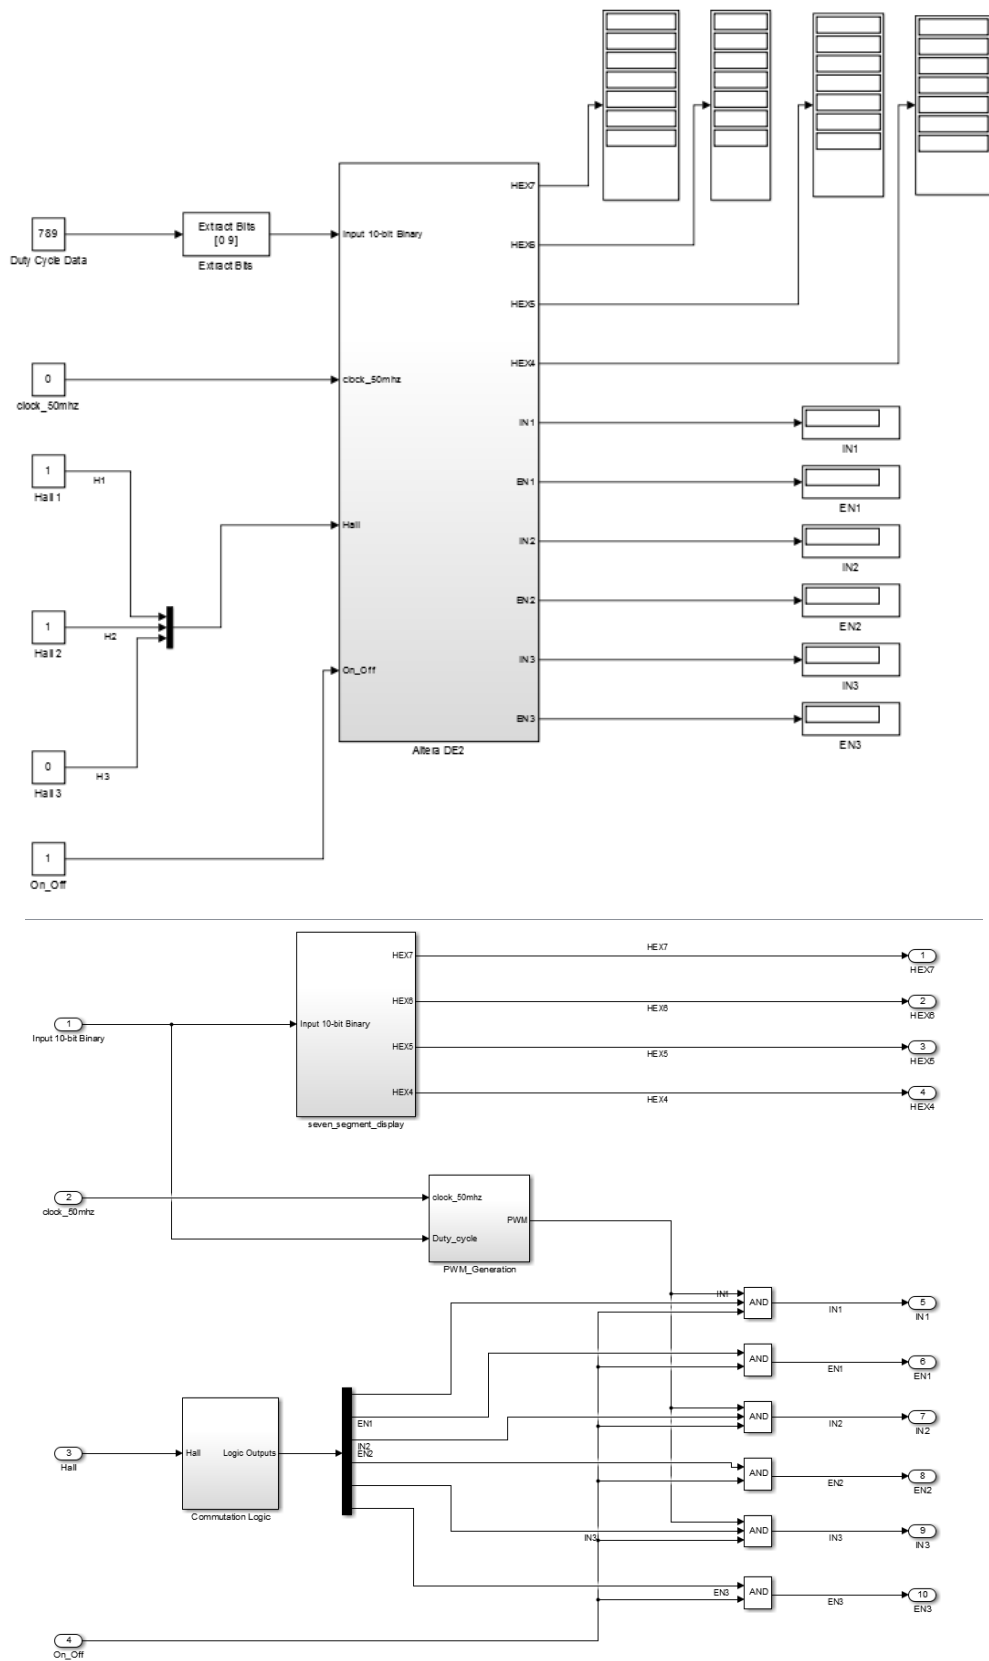 HEX7
789
Extract Bits
[0 9]
Input 10-bit Binary
HEX6
Duty Cycle Data
Extract Bits
HEX5
HEX4
0
clock_50mhz
clock_50mhz
IN1
IN1
1
H1
Hall 1
EN1
EN1
Hall
IN2
IN2
1
H2
Hall 2
EN2
EN2
IN3
IN3
On_Off
EN3
EN3
Altera DE2
0
H3
Hall 3
1
On_Off
HEX7
HEX7
1
HEX7
HEX6
HEX6
2
HEX6
1
Input 10-bit Binary
Input 10-bit Binary
HEX5
HEX5
3
HEX5
HEX4
HEX4
4
HEX4
seven_segment_display
2
clock_50mhz
clock_50mhz
PWM
Duty_cycle
PWM_Generation
IN1
AND
IN1
5
IN1
AND
EN1
6
EN1
EN1
AND
IN2
7
IN2
IN2
EN2
3
Hall
Hall
Logic Outputs
Commutation Logic
AND
EN2
8
EN2
IN3
AND
IN3
9
IN3
EN3
AND
EN3
10
EN3
4
On_Off